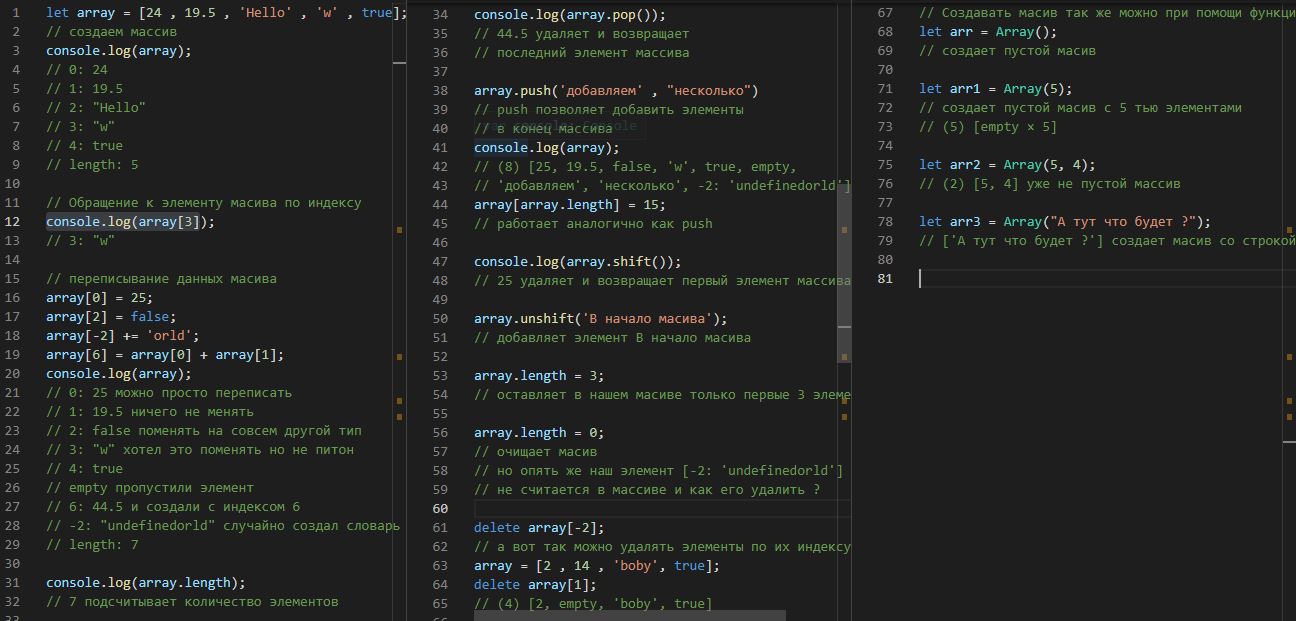 1 let array = [24 , 19.5 , 'Hello' , 'w' , true];
2 // создаем массив
3 console.log(array);
4 // 0: 24
5 // 1: 19.5
6 // 2: "Hello"
7 // 3: "w"
8 // 4: true
9 // length: 5
10
11 // Обращение к элементу масива по индексу
12 console.log(array[3]);
13 // 3: "w"
14
15 // переписывание данных масива
16 array[0] = 25;
17 array[2] = false;
18 array[-2] += 'orld';
19 array[6] = array[0] + array[1];
20 console.log(array);
21 // 0: 25 можно просто переписать
22 // 1: 19.5 ничего не менять
23 // 2: false поменять на совсем другой тип
24 // 3: "w" хотел это поменять но не питон
25 // 4: true
26 // empty пропустили элемент
27 // 6: 44.5 и создали с индексом 6
28 // -2: "undefinedorld" случайно создал словарь
29 // length: 7
30
31 console.log(array.length);
32 // 7 подсчитывает количество элементов
33
34 console.log(array.pop());
35 // 44.5 удаляет и возвращает
36 // последний элемент массива
37
38 array.push('добавляем' , "несколько")
39 // push позволяет добавить элементы
40 // в конец массива
41 console.log(array);
42 // (8) [25, 19.5, false, 'w', true, empty,
43 // 'добавляем', 'несколько', -2: 'undefinedorld']
44 array[array.length] = 15;
45 // работает аналогично как push
46
47 console.log(array.shift());
48 // 25 удаляет и возвращает первый элемент массива
49
50 array.unshift('В начало масива');
51 // добавляет элемент В начало масива
52
53 array.length = 3;
54 // оставляет в нашем масиве только первые 3 элеме
55
56 array.length = 0;
57 // очищает масив
58 // но опять же наш элемент [-2: 'undefinedorld']
59 // не считается в массиве и как его удалить ?
60
61 delete array[-2];
62 // а вот так можно удалять элементы по их индексу
63 array = [2 , 14 , 'boby', true];
64 delete array[1];
65 // (4) [2, empty, 'boby', true]
66
67 // Создавать масив так же можно при помощи функци
68 let arr = Array();
69 // создает пустой масив
70
71 let arr1 = Array(5);
72 // создает пустой масив с 5 тью элементами
73 // (5) [empty × 5]
74
75 let arr2 = Array(5, 4);
76 // (2) [5, 4] уже не пустой массив
77
78 let arr3 = Array("А тут что будет ?");
79 // ['А тут что будет ?'] создает масив со строкой
80
81